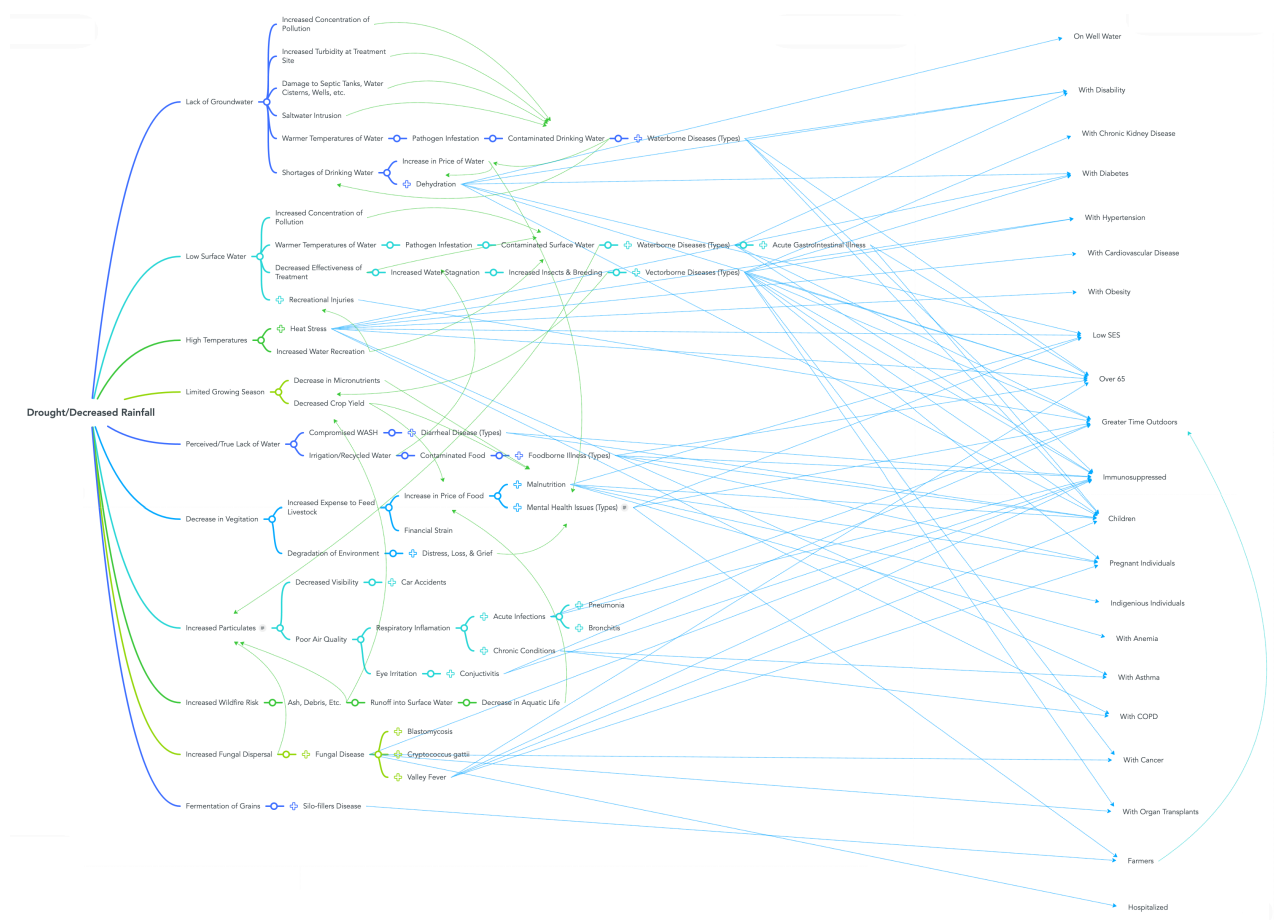 Drought/Decreased Rainfall
Lack of Groundwater
Increased Concentration of
Pollution
Increased Turbidity at Treatment
Site
Damage to Septic Tanks, Water
Cisterns, Wells, etc.
Saltwater Intrusion
Warmer Temperatures of Water
Pathogen Infestation
Contaminated Drinking Water
Waterborne Diseases (Types)
Shortages of Drinking Water
Increase in Price of Water
Dehydration
Low Surface Water
Increased Concentration of
Pollution
Warmer Temperatures of Water
Pathogen Infestation
Contaminated Surface Water
Waterborne Diseases (Types)
Acute GastroIntestinal Illness
Decreased Effectiveness of
Treatment
Increased Water Stagnation
Increased Insects & Breeding
Vectorborne Diseases (Types)
Recreational Injuries
High Temperatures
Heat Stress
Increased Water Recreation
Limited Growing Season
Decrease in Micronutrients
Decreased Crop Yield
Perceived/True Lack of Water
Compromised WASH
Diarrheal Disease (Types)
Irrigation/Recycled Water
Contaminated Food
Foodborne Illness (Types)
Decrease in Vegitation
Increased Expense to Feed
Livestock
Increase in Price of Food
Malnutrition
Mental Health Issues (Types)
Financial Strain
Degradation of Environment
Distress, Loss, & Grief
Increased Particulates
Decreased Visibility
Car Accidents
Poor Air Quality
Respiratory Inflamation
Acute Infections
Pneumonia
Bronchitis
Chronic Conditions
Eye Irritation
Conjuctivitis
Increased Wildfire Risk
Ash, Debris, Etc.
Runoff into Surface Water
Decrease in Aquatic Life
Increased Fungal Dispersal
Fungal Disease
Blastomycosis
Cryptococcus gattii
Valley Fever
Fermentation of Grains
Silo-fillers Disease
On Well Water
With Disability
With Chronic Kidney Disease
With Diabetes
With Hypertension
With Cardiovascular Disease
With Obesity
Low SES
Over 65
Greater Time Outdoors
Immunosuppressed
Children
Pregnant Individuals
Indigenious Individuals
With Anemia
With Asthma
With COPD
With Cancer
With Organ Transplants
Farmers
Hospitalized